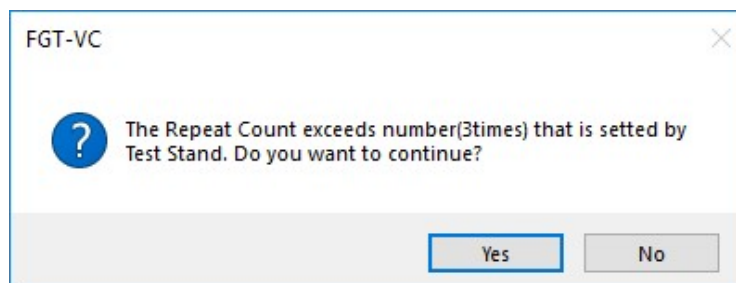 FGT-VC
The Repeat Count exceeds number(3times) that is setted by
Test Stand. Do you want to continue?
Yes
No